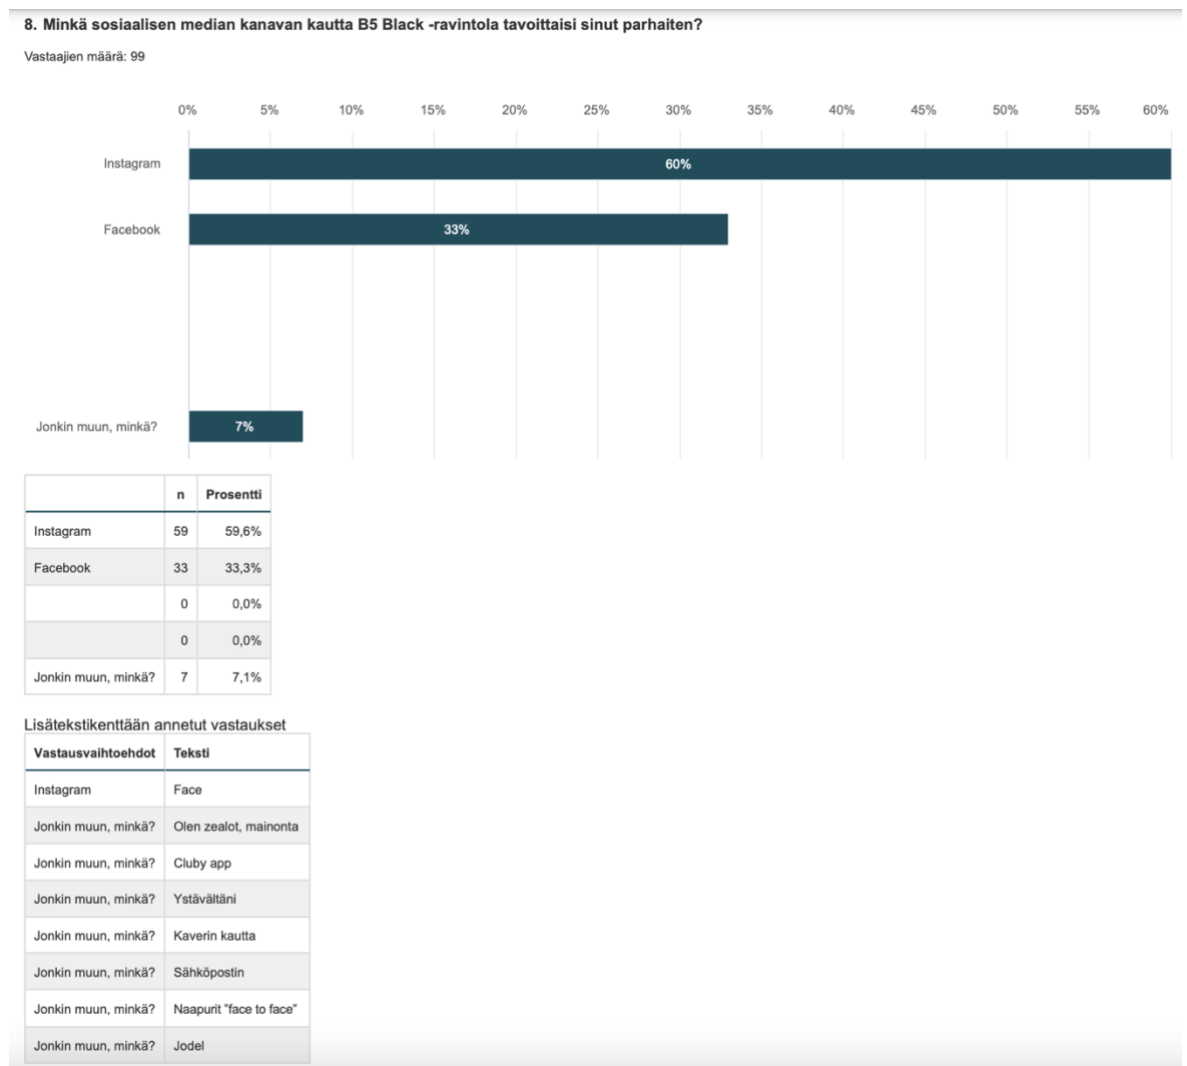 8. Minkä sosiaalisen median kanavan kautta B5 Black -ravintola tavoittaisi sinut parhaiten?
Vastaajien määrä: 99
0% 5% 10% 15% 20% 25% 30% 35% 40% 45% 50% 55% 60%
Instagram 60%
Facebook 33%
Jonkin muun, minkä? 7%
n Prosentti
Instagram 59 59,6%
Facebook 33 33,3%
0 0,0%
0 0,0%
Jonkin muun, minkä? 7 7,1%
Lisätekstikenttään annetut vastaukset
Vastausvaihtoehdot Teksti
Instagram Face
Jonkin muun, minkä? Olen zealot, mainonta
Jonkin muun, minkä? Cluby app
Jonkin muun, minkä? Ystävältäni
Jonkin muun, minkä? Kaverin kautta
Jonkin muun, minkä? Sähköpostin
Jonkin muun, minkä? Naapurit "face to face"
Jonkin muun, minkä? Jodel